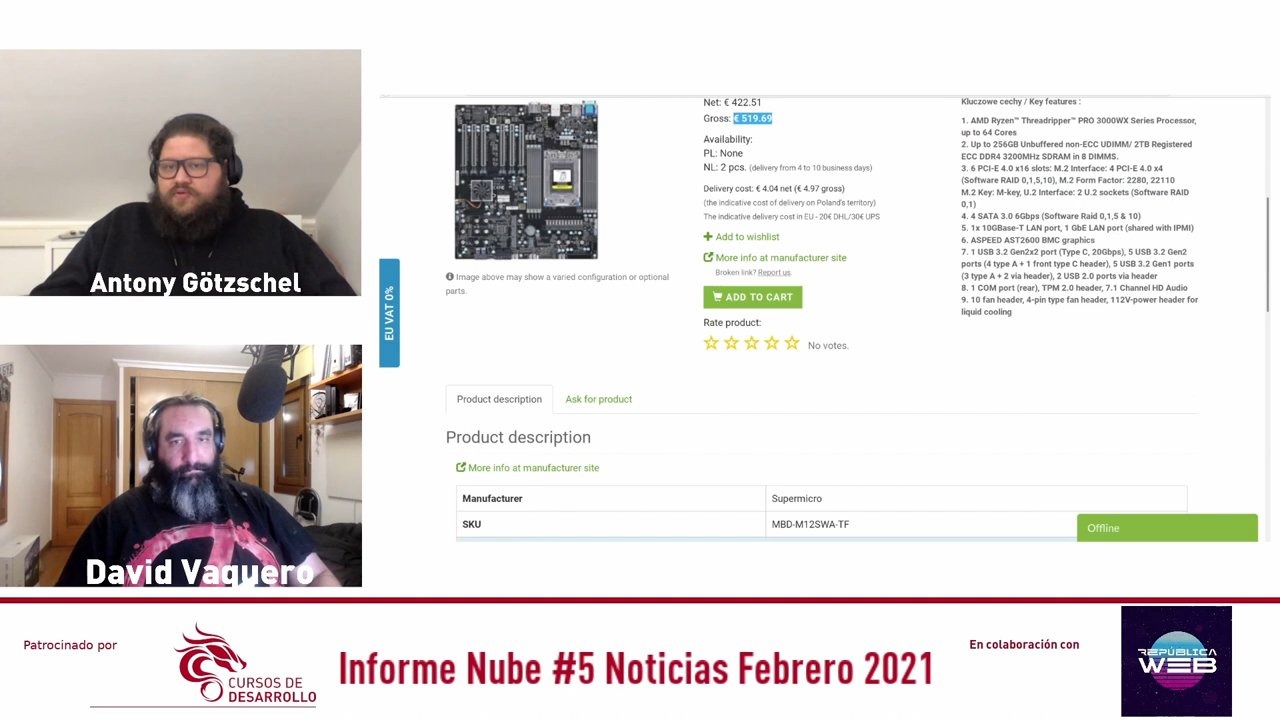 Antony Götzschel
David Vaquero
EU VAT 0%
Image above may show a varied configuration or optional
parts.
Net: € 422.51
Gross: € 519.69
Availability:
PL: None
NL: 2 pcs. (delivery from 4 to 10 business days)
Delivery cost: € 4.04 net (€ 4.97 gross)
(the indicative cost of delivery on Poland's territory)
The indicative delivery cost in EU - 20€ DHL/30€ UPS
Add to wishlist
More info at manufacturer site
Broken link? Report us.
ADD TO CART
Rate product:
No votes.
Kluczowe cechy / Key features :
1. AMD Ryzen™ Threadripper™ PRO 3000WX Series Processor,
up to 64 Cores
2. Up to 256GB Unbuffered non-ECC UDIMM/ 2TB Registered
ECC DDR4 3200MHz SDRAM in 8 DIMMS.
3. 6 PCI-E 4.0 x16 slots: M.2 Interface: 4 PCI-E 4.0 x4
(Software RAID 0,1,5,10), M.2 Form Factor: 2280, 22110
M.2 Key: M-key, U.2 Interface: 2 U.2 sockets (Software RAID
0,1)
4. 4 SATA 3.0 6Gbps (Software Raid 0,1,5 & 10)
5. 1x 10GBase-T LAN port, 1 GbE LAN port (shared with IPMI)
6. ASPEED AST2600 BMC graphics
7. 1 USB 3.2 Gen2x2 port (Type C, 20Gbps), 5 USB 3.2 Gen2
ports (4 type A + 1 front type C header), 5 USB 3.2 Gen1 ports
(3 type A + 2 via header), 2 USB 2.0 ports via header
8. 1 COM port (rear), TPM 2.0 header, 7.1 Channel HD Audio
9. 10 fan header, 4-pin type fan header, 112V-power header for
liquid cooling
Product description
Ask for product
Product description
More info at manufacturer site
Manufacturer Supermicro
SKU MBD-M12SWA-TF
Offline
Patrocinado por
CURSOS DE
DESARROLLO
Informe Nube #5 Noticias Febrero 2021
En colaboración con
REPÚBLICA
WEB